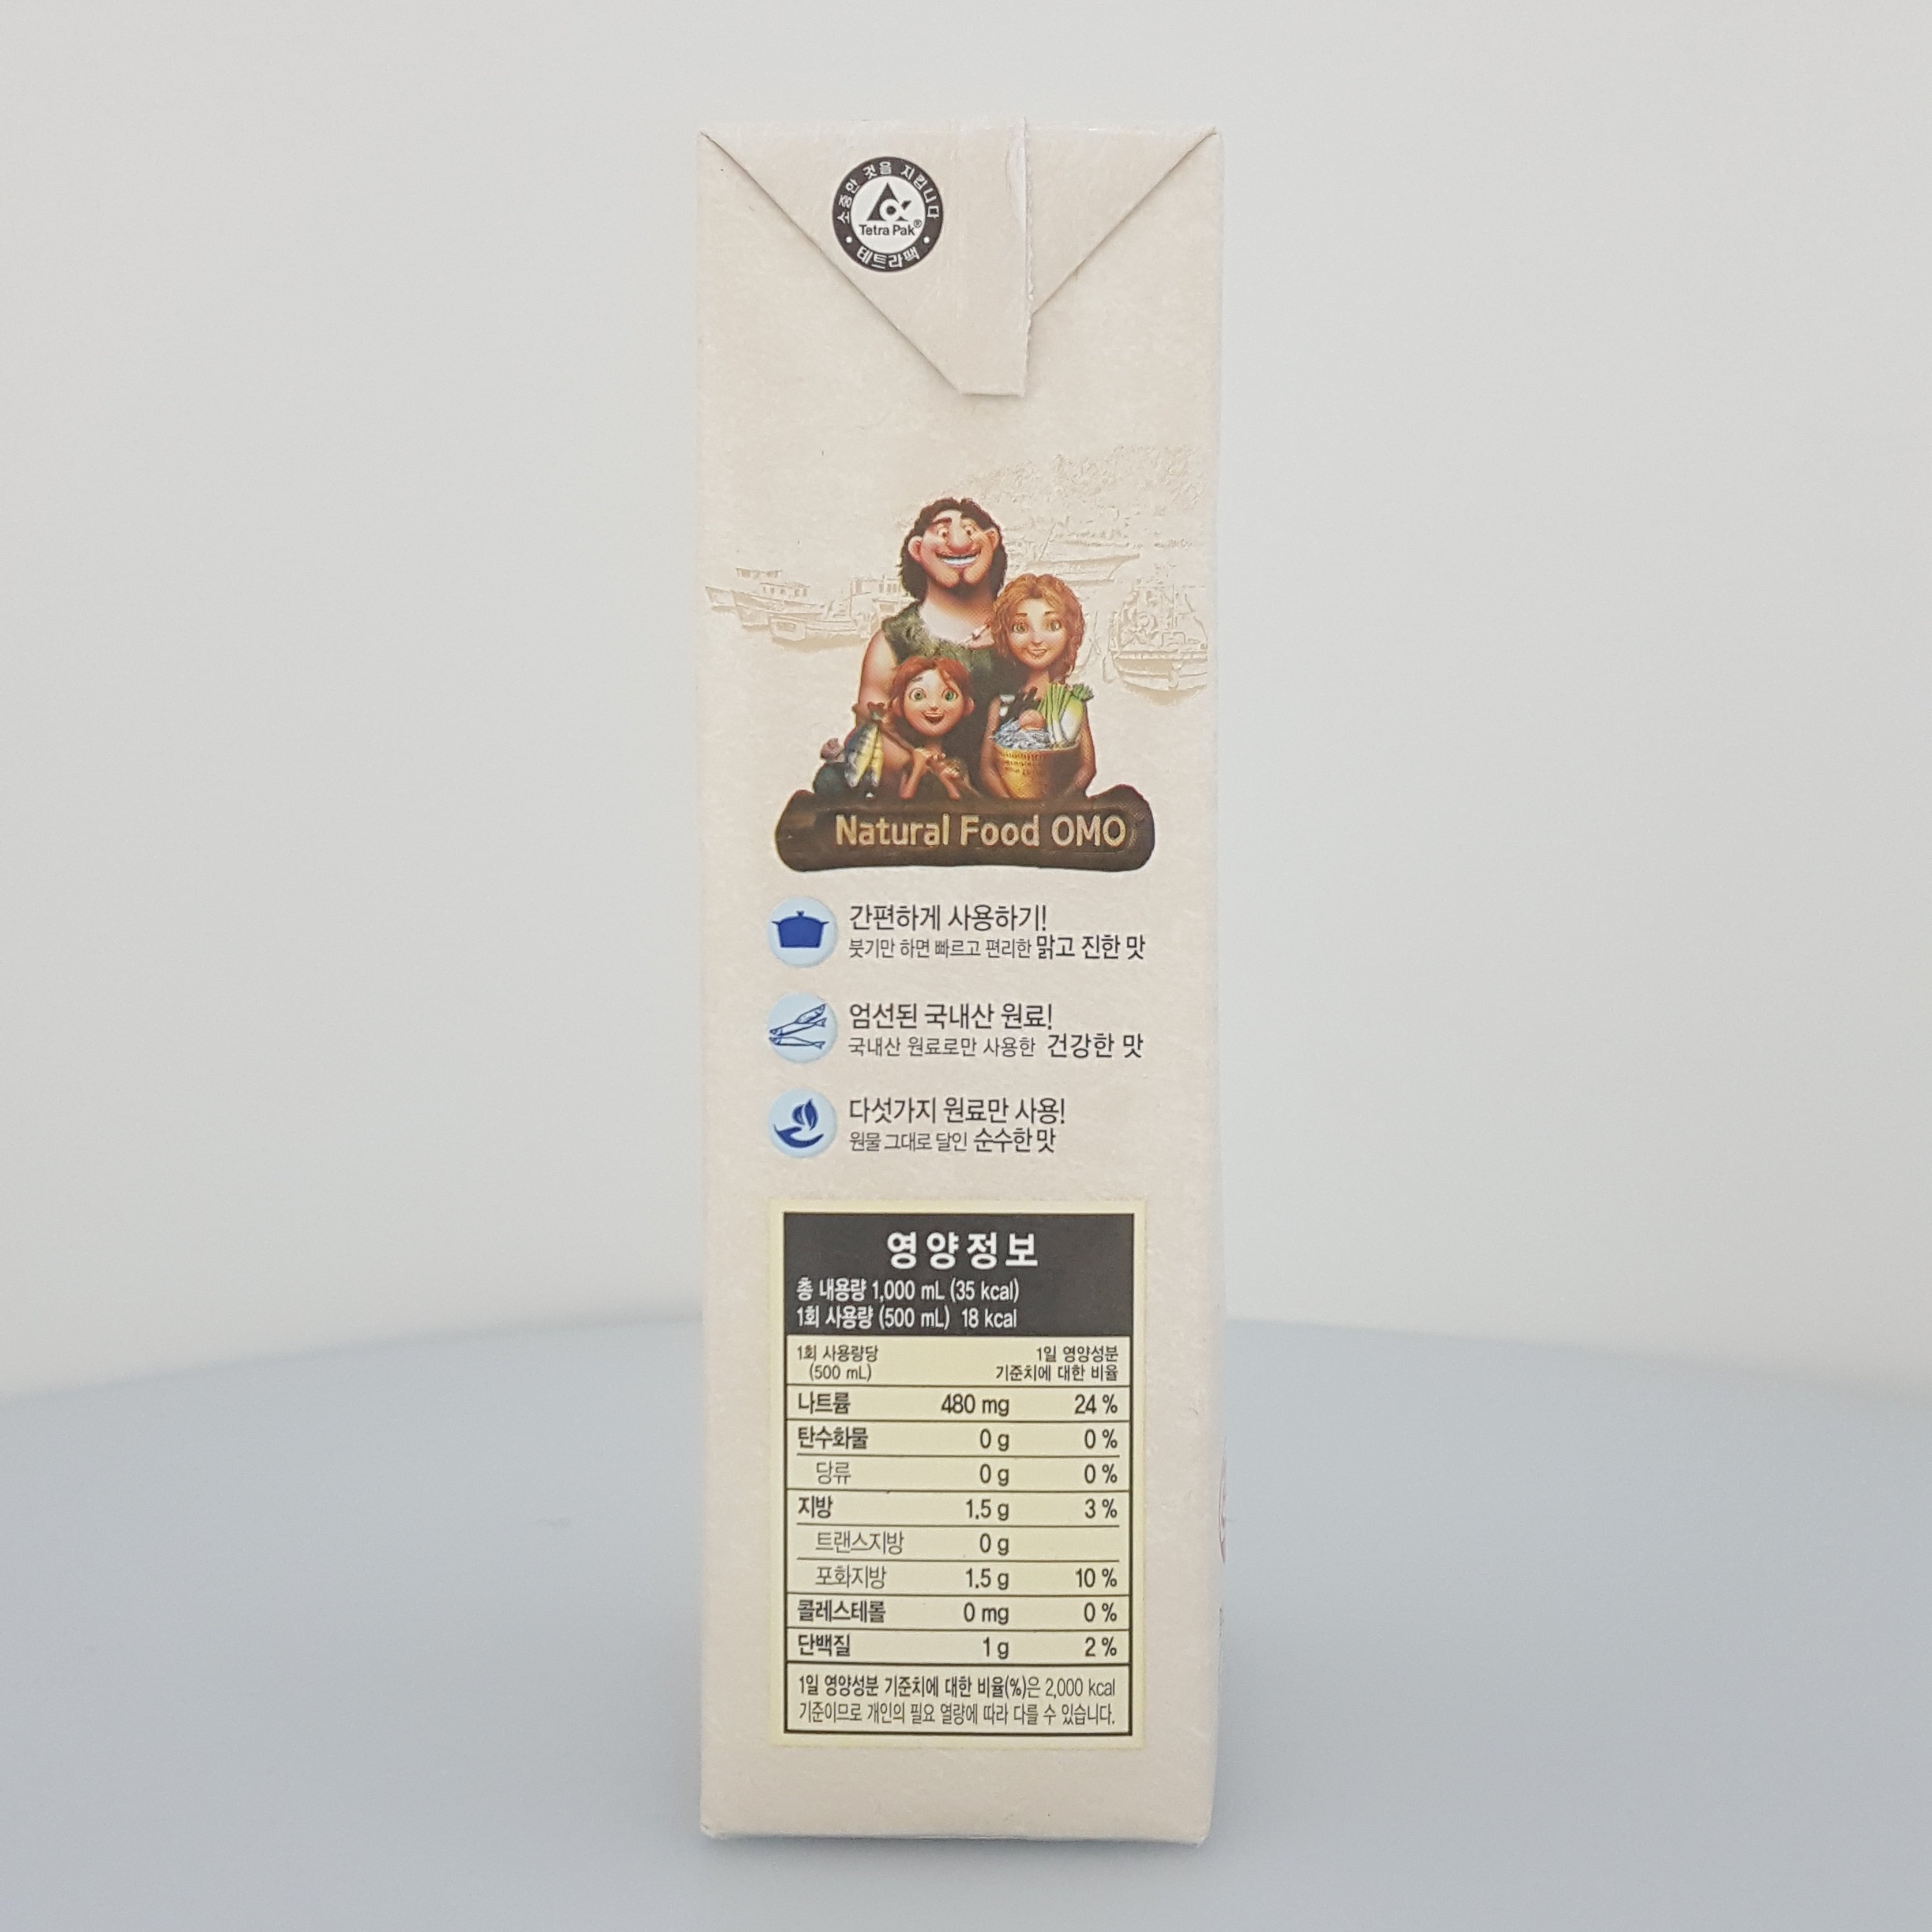 소중한 것을 지킵니다
Tetra Pak®
테트라팩
Natural Food OMO
간편하게 사용하기!
붓기만 하면 빠르고 편리한 맑고 진한 맛
엄선된 국내산 원료!
국내산 원료로만 사용한 건강한 맛
다섯가지 원료만 사용!
원물 그대로 달인 순수한 맛
영양정보
총 내용량 1,000 mL (35 kcal)
1회 사용량 (500 mL) 18 kcal
1회 사용량당 1일 영양성분
(500 mL) 기준치에 대한 비율
나트륨 480 mg 24 %
탄수화물 0 g 0 %
당류 0 g 0 %
지방 1.5 g 3 %
트랜스지방 0 g
포화지방 1.5 g 10 %
콜레스테롤 0 mg 0 %
단백질 1 g 2 %
1일 영양성분 기준치에 대한 비율(%)은 2,000 kcal
기준이므로 개인의 필요 열량에 따라 다를 수 있습니다.